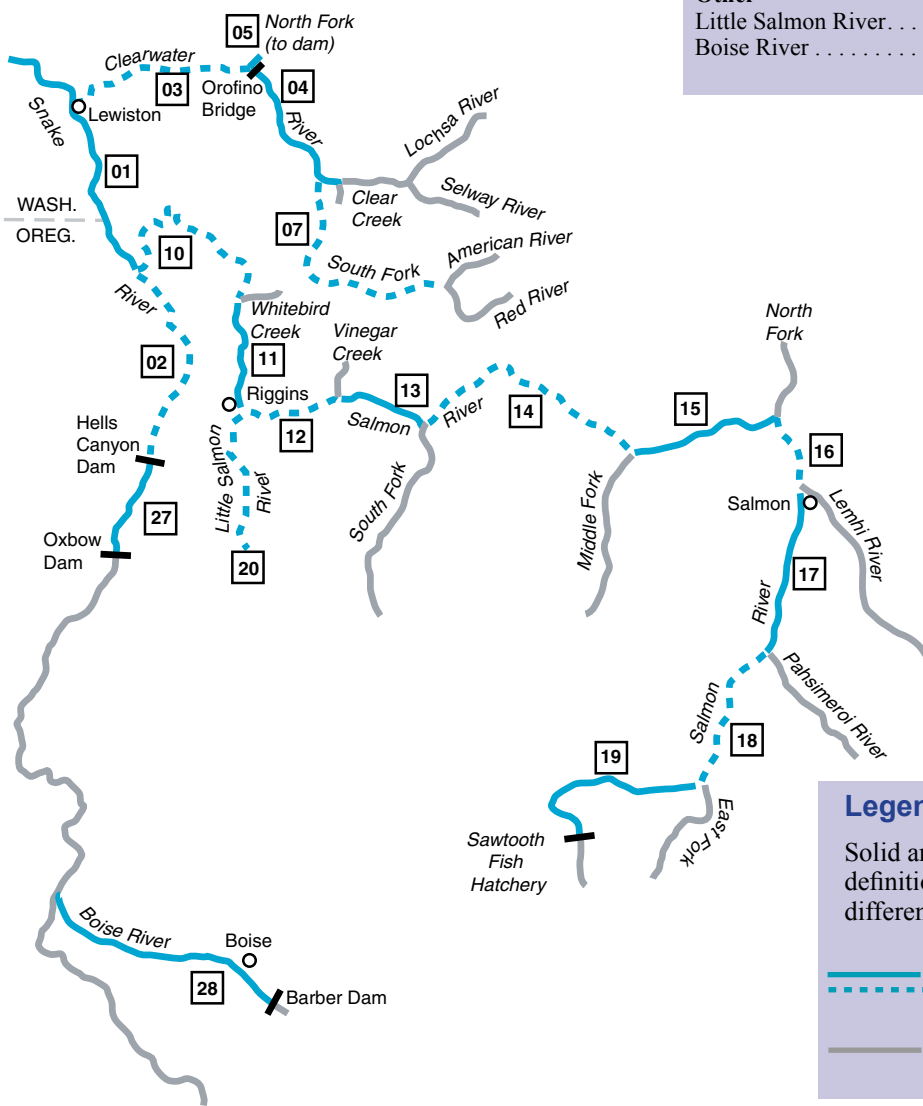 Other
Little Salmon River. . .
Boise River . . . . . . . . .
05
North Fork
(to dam)
Clearwater
03
Orofino
Bridge
04
River
Snake
Lewiston
01
Lochsa River
Selway River
Clear
Creek
WASH.
OREG.
10
07
South Fork
American River
Red River
River
Whitebird
Creek
Vinegar
Creek
North
Fork
02
11
Riggins
12
13
Salmon
River
14
15
16
Hells
Canyon
Dam
Little Salmon
River
South Fork
Middle Fork
Salmon
Lemhi River
27
Oxbow
Dam
20
17
River
Pahsimeroi River
Salmon
18
19
East Fork
Sawtooth
Fish
Hatchery
Legen
Solid an
definitio
differen
Boise River
Boise
28
Barber Dam